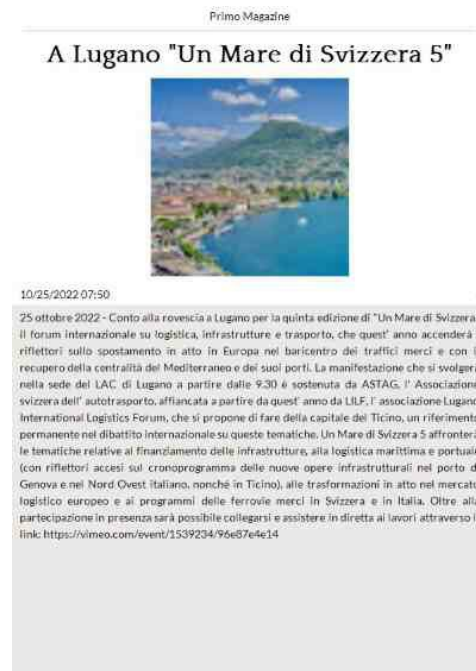 Primo Magazine
A Lugano "Un Mare di Svizzera 5"
10/25/2022 07:50
25 ottobre 2022 - Conto alla rovescia a Lugano per la quinta edizione di "Un Mare di Svizzera
il forum internazionale su logistica, infrastrutture e trasporto, che quest' anno accenderà
riflettori sullo spostamento in atto in Europa nel baricentro dei traffici merci e con i
recupero della centralità del Mediterraneo e dei suoi porti. La manifestazione che si svolger
nella sede del LAC di Lugano a partire dalle 9.30 è sostenuta da ASTAG, l' Associazione
svizzera dell' autotrasporto, affiancata a partire da quest' anno da LILF, l' associazione Lugano
International Logistics Forum, che si propone di fare della capitale del Ticino, un riferimento
permanente nel dibattito internazionale su queste tematiche. Un Mare di Svizzera 5 affronter
le tematiche relative al finanziamento delle infrastrutture, alla logistica marittima e portual
(con riflettori accesi sul cronoprogramma delle nuove opere infrastrutturali nel porto d
Genova e nel Nord Ovest italiano, nonché in Ticino), alle trasformazioni in atto nel mercato
logistico europeo e ai programmi delle ferrovie merci in Svizzera e in Italia. Oltre alla
partecipazione in presenza sarà possibile collegarsi e assistere in diretta ai lavori attraverso i
link: https://vimeo.com/event/1539234/96e87e4e14